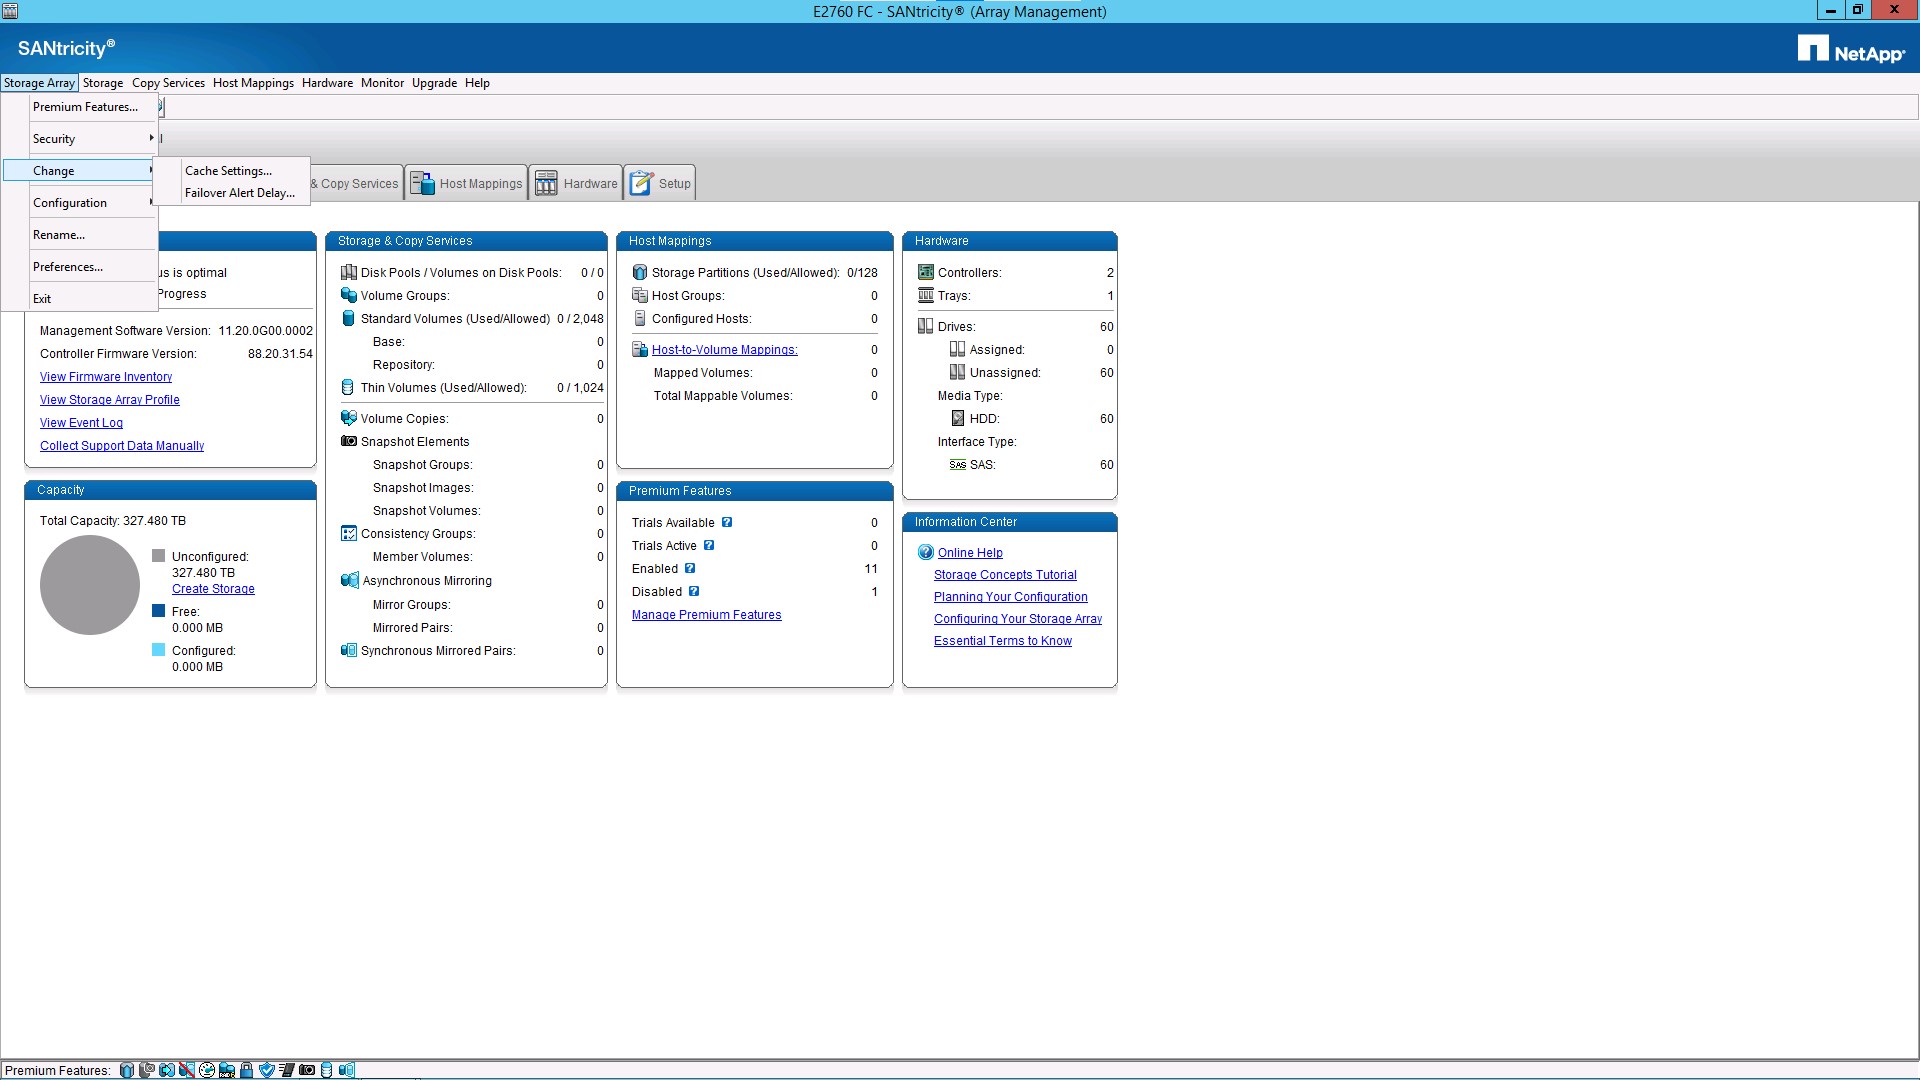 E2760 FC - SANtricity® (Array Management)
SANtricity®
NetApp®
Storage Array Storage Copy Services Host Mappings Hardware Monitor Upgrade Help
Premium Features...
Security
Change
Cache Settings...
Failover Alert Delay...
Configuration
Rename...
Preferences...
Exit
& Copy Services
Host Mappings
Hardware
Setup
is optimal
Progress
Management Software Version: 11.20.0G00.0002
Controller Firmware Version: 88.20.31.54
View Firmware Inventory
View Storage Array Profile
View Event Log
Collect Support Data Manually
Capacity
Total Capacity: 327.480 TB
Unconfigured:
327.480 TB
Create Storage
Free:
0.000 MB
Configured:
0.000 MB
Storage & Copy Services
Disk Pools / Volumes on Disk Pools: 0 / 0
Volume Groups: 0
Standard Volumes (Used/Allowed) 0 / 2,048
Base: 0
Repository: 0
Thin Volumes (Used/Allowed): 0 / 1,024
Volume Copies: 0
Snapshot Elements
Snapshot Groups: 0
Snapshot Images: 0
Snapshot Volumes: 0
Consistency Groups: 0
Member Volumes: 0
Asynchronous Mirroring
Mirror Groups: 0
Mirrored Pairs: 0
Synchronous Mirrored Pairs: 0
Host Mappings
Storage Partitions (Used/Allowed): 0/128
Host Groups: 0
Configured Hosts: 0
Host-to-Volume Mappings: 0
Mapped Volumes: 0
Total Mappable Volumes: 0
Premium Features
Trials Available ? 0
Trials Active ? 0
Enabled ? 11
Disabled ? 1
Manage Premium Features
Hardware
Controllers: 2
Trays: 1
Drives: 60
Assigned: 0
Unassigned: 60
Media Type:
HDD: 60
Interface Type:
SAS SAS: 60
Information Center
? Online Help
Storage Concepts Tutorial
Planning Your Configuration
Configuring Your Storage Array
Essential Terms to Know
Premium Features: